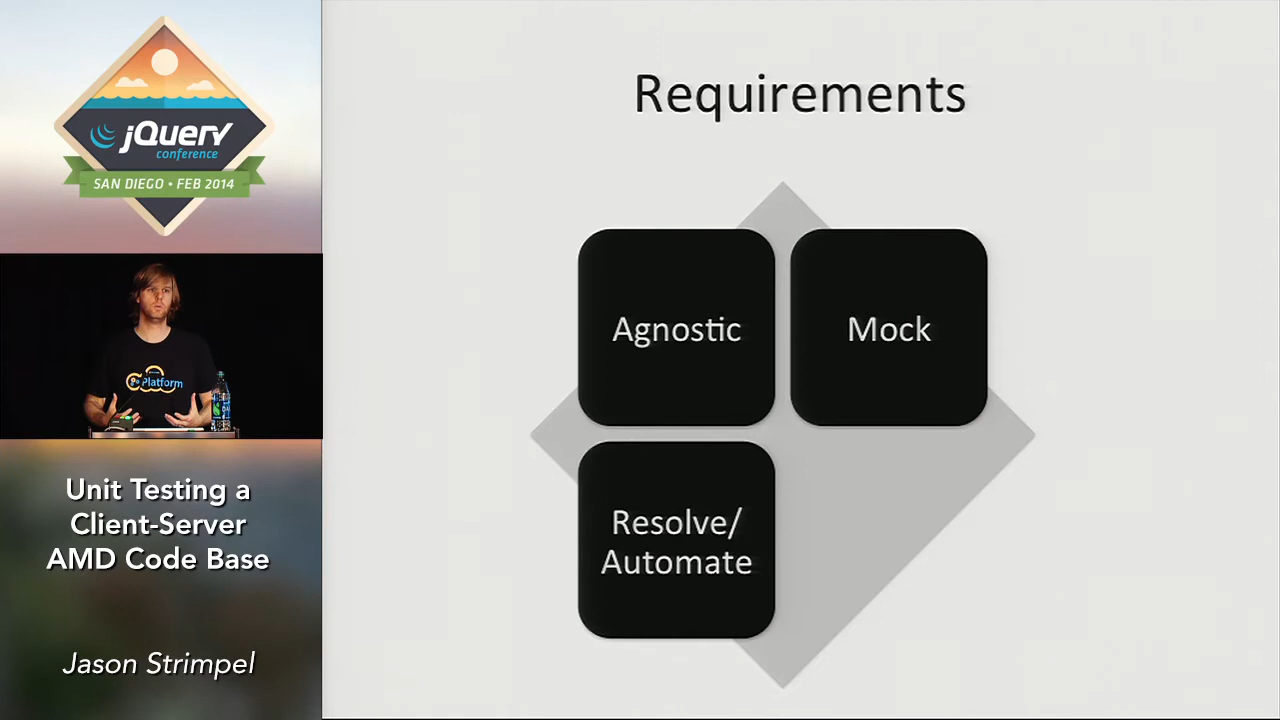 jQuery
conference
SAN DIEGO • FEB 2014
Platform
Unit Testing a
Client-Server
AMD Code Base
Jason Strimpel
Requirements
Agnostic
Mock
Resolve/
Automate